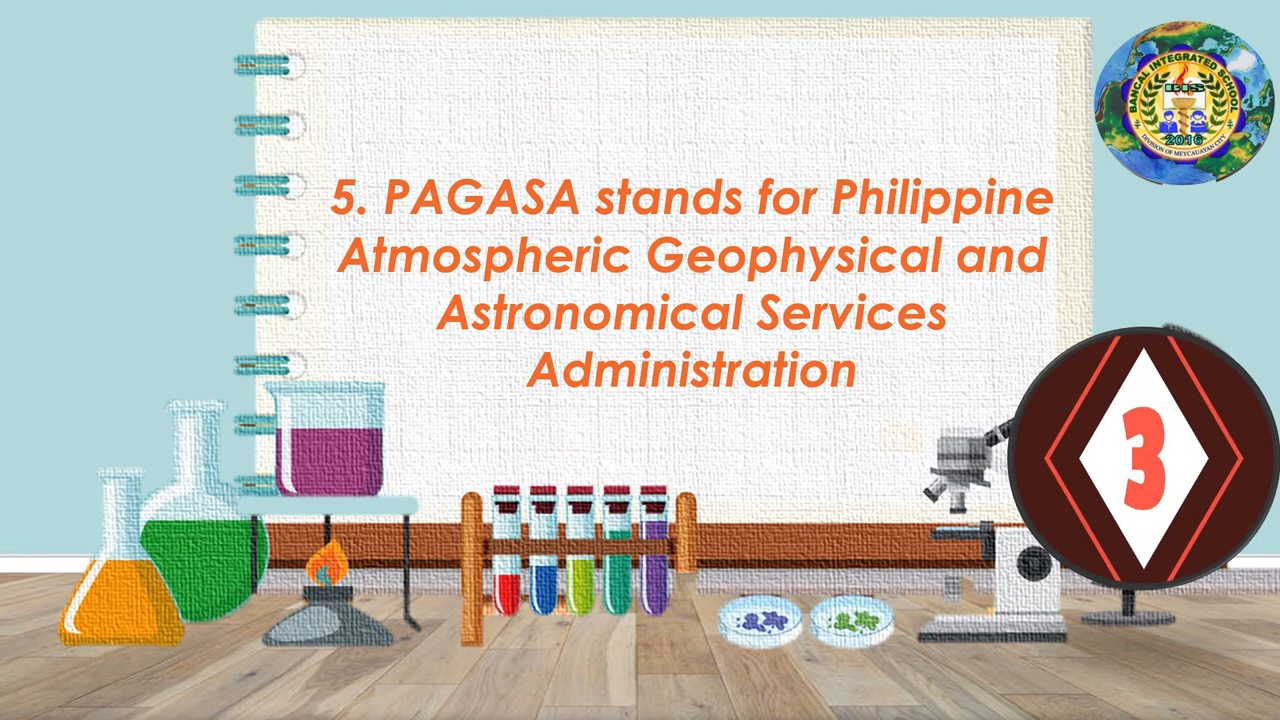 5. PAGASA stands for Philippine
Atmospheric Geophysical and
Astronomical Services
Administration
BANCAL INTEGRATED SCHOOL
BIS
2016
DIVISION OF MEYCAUAYAN CITY
3